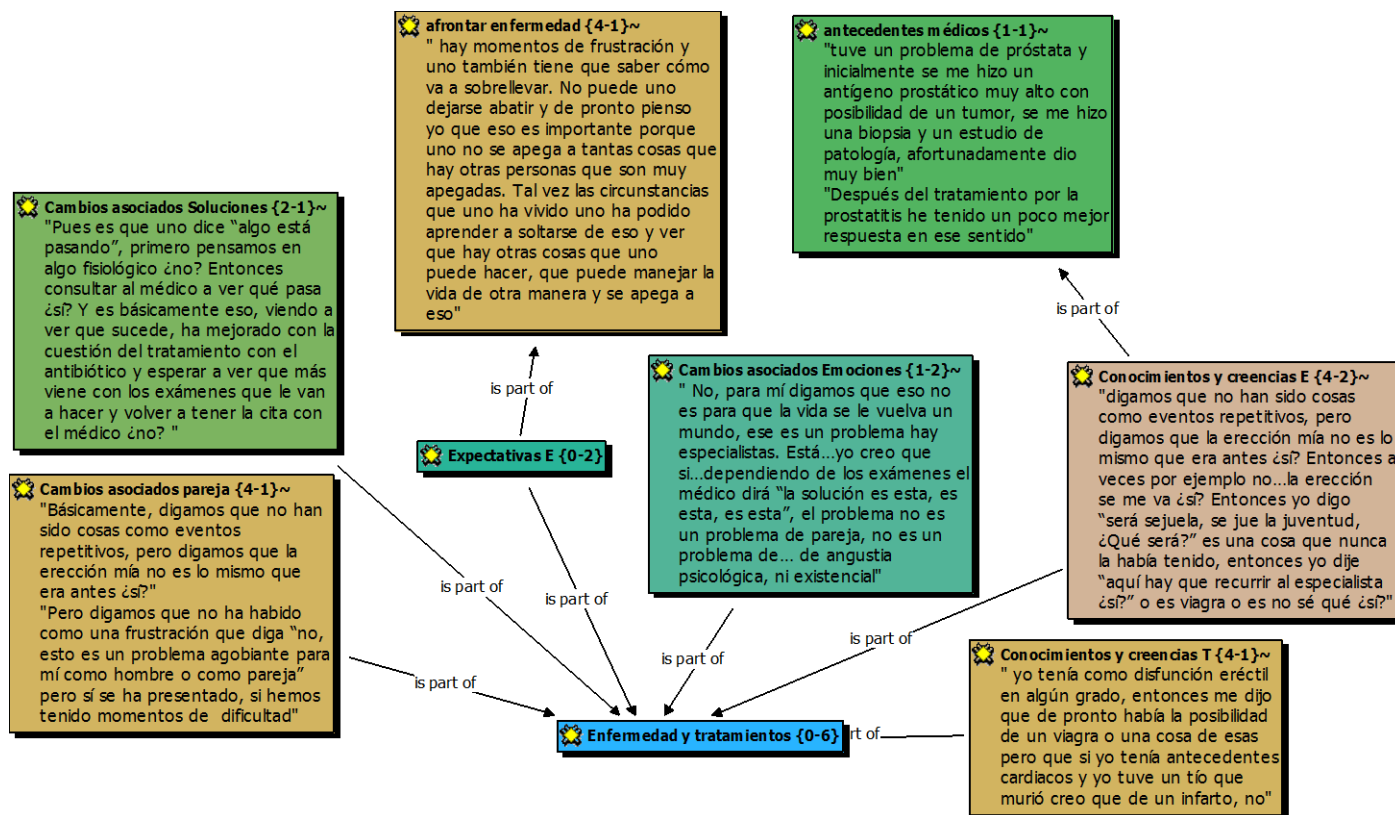 afrontar enfermedad {4-1}~
" hay momentos de frustración y
uno también tiene que saber cómo
va a sobrellevar. No puede uno
dejarse abatir y de pronto pienso
yo que eso es importante porque
uno no se apega a tantas cosas que
hay otras personas que son muy
apegadas. Tal vez las circunstancias
que uno ha vivido uno ha podido
aprender a soltarse de eso y ver
que hay otras cosas que uno
puede hacer, que puede manejar la
vida de otra manera y se apega a
eso"
antecedentes médicos {1-1}~
"tuve un problema de próstata y
inicialmente se me hizo un
antígeno prostático muy alto con
posibilidad de un tumor, se me hizo
una biopsia y un estudio de
patología, afortunadamente dio
muy bien"
"Después del tratamiento por la
prostatitis he tenido un poco mejor
respuesta en ese sentido"
Cambios asociados Soluciones {2-1}~
"Pues es que uno dice “algo está
pasando”, primero pensamos en
algo fisiológico ¿no? Entonces
consultar al médico a ver qué pasa
¿sí? Y es básicamente eso, viendo a
ver que sucede, ha mejorado con la
cuestión del tratamiento con el
antibiótico y esperar a ver que más
viene con los exámenes que le van
a hacer y volver a tener la cita con
el médico ¿no? "
is part of
is part of
Cambios asociados Emociones {1-2}~
" No, para mí digamos que eso no
es para que la vida se le vuelva un
mundo, ese es un problema hay
especialistas. Está...yo creo que
si...dependiendo de los exámenes el
médico dirá “la solución es esta, es
esta, es esta”, el problema no es
un problema de pareja, no es un
problema de... de angustia
psicológica, ni existencial"
Conocimientos y creencias E {4-2}~
"digamos que no han sido cosas
como eventos repetitivos, pero
digamos que la erección mía no es lo
mismo que era antes ¿sí? Entonces a
veces por ejemplo no...la erección
se me va ¿sí? Entonces yo digo
“será sejuela, se jue la juventud,
¿Qué será?” es una cosa que nunca
la había tenido, entonces yo dije
“aquí hay que recurrir al especialista
¿sí?” o es viagra o es no sé qué ¿sí?"
Expectativas E {0-2}
Cambios asociados pareja {4-1}~
"Básicamente, digamos que no han
sido cosas como eventos
repetitivos, pero digamos que la
erección mía no es lo mismo que
era antes ¿sí?"
"Pero digamos que no ha habido
como una frustración que diga “no,
esto es un problema agobiante para
mí como hombre o como pareja”
pero sí se ha presentado, si hemos
tenido momentos de dificultad"
is part of
is part of
is part of
is part of
is part of
Enfermedad y tratamientos {0-6}
rt of
Conocimientos y creencias T {4-1}~
" yo tenía como disfunción eréctil
en algún grado, entonces me dijo
que de pronto había la posibilidad
de un viagra o una cosa de esas
pero que si yo tenía antecedentes
cardiacos y yo tuve un tío que
murió creo que de un infarto, no"